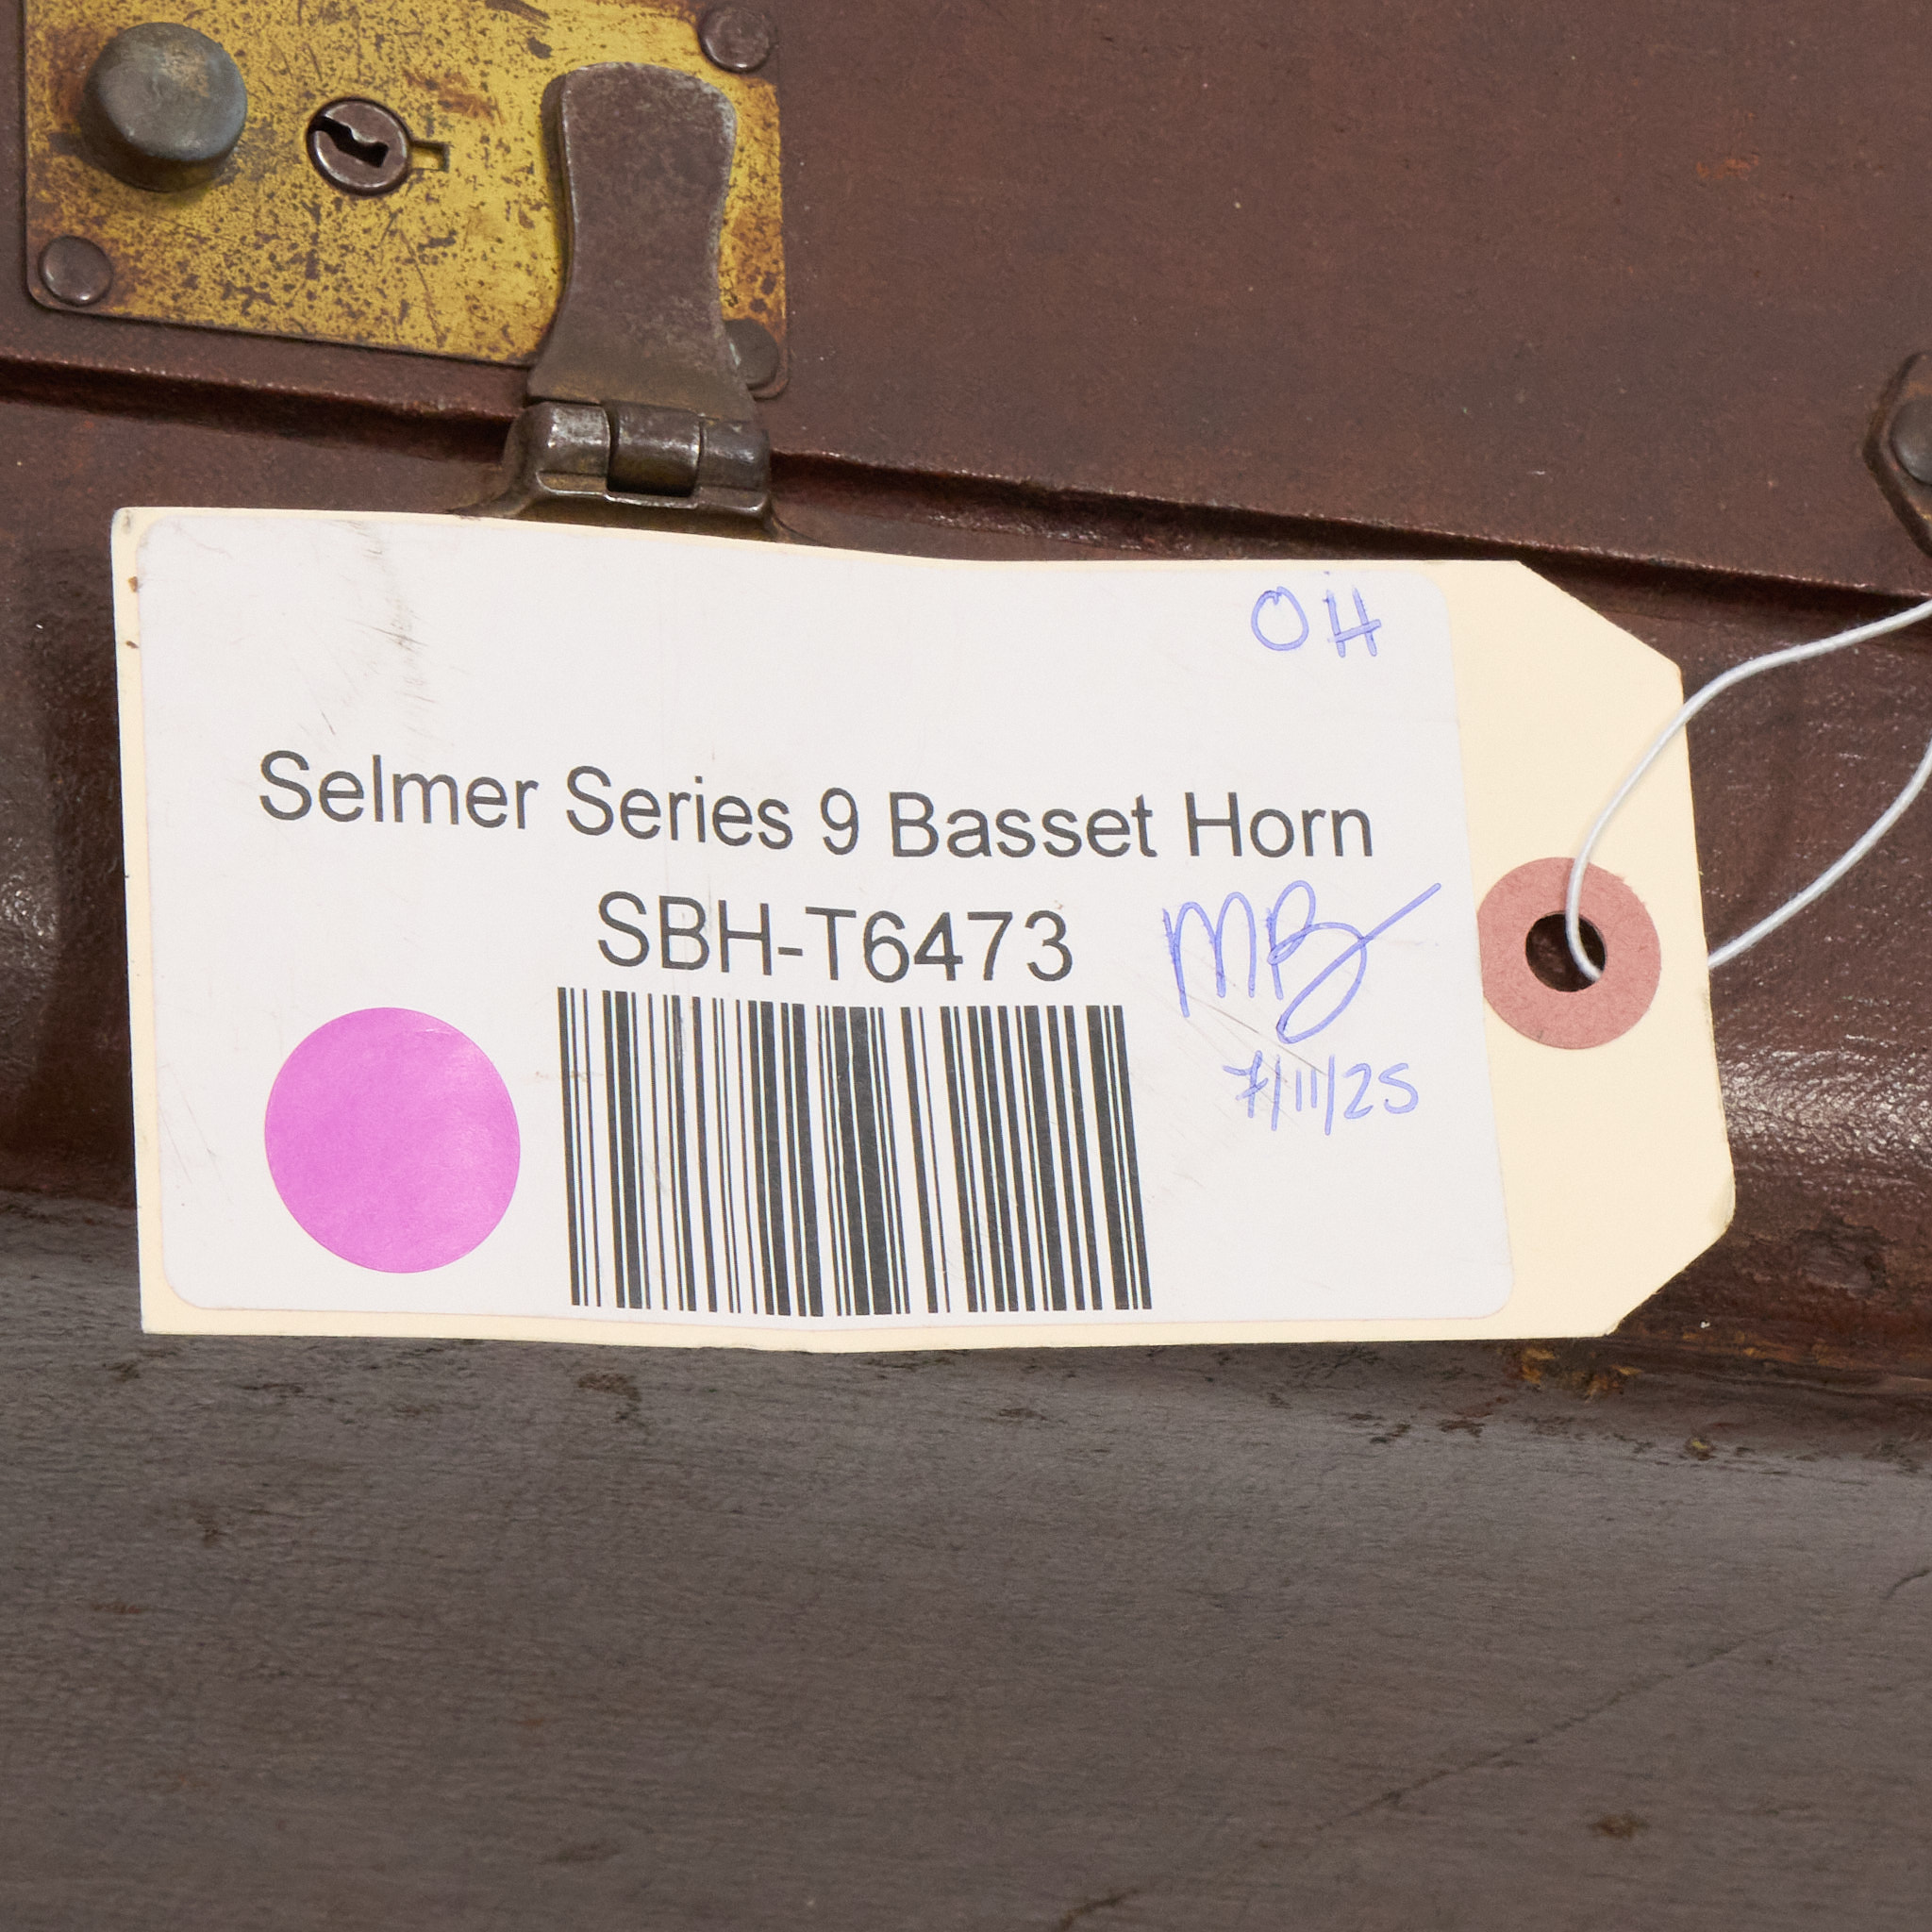 OH
Selmer Series 9 Basset Horn
SBH-T6473
MB
7/11/25